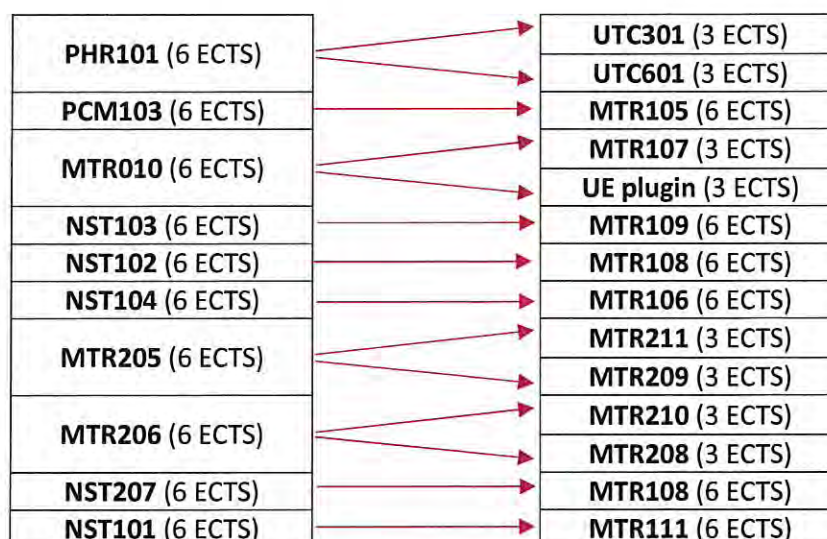 PHR101 (6 ECTS)
UTC301 (3 ECTS)
UTC601 (3 ECTS)
PCM103 (6 ECTS)
MTR105 (6 ECTS)
MTR010 (6 ECTS)
MTR107 (3 ECTS)
UE plugin (3 ECTS)
NST103 (6 ECTS)
MTR109 (6 ECTS)
NST102 (6 ECTS)
MTR108 (6 ECTS)
NST104 (6 ECTS)
MTR106 (6 ECTS)
MTR205 (6 ECTS)
MTR211 (3 ECTS)
MTR209 (3 ECTS)
MTR206 (6 ECTS)
MTR210 (3 ECTS)
MTR208 (3 ECTS)
NST207 (6 ECTS)
MTR108 (6 ECTS)
NST101 (6 ECTS)
MTR111 (6 ECTS)